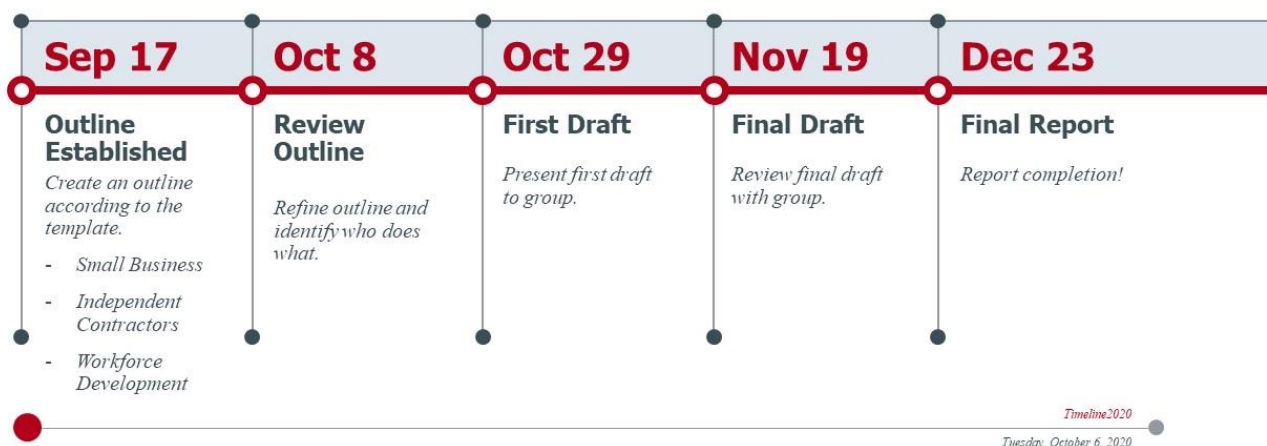 Sep 17
Oct 8
Oct 29
Nov 19
Dec 23
Outline
Established
Create an outline
according to the
template.
- Small Business
- Independent
Contractors
- Workforce
Development
Review
Outline
Refine outline and
identify who does
what.
First Draft
Present first draft
to group.
Final Draft
Review final draft
with group.
Final Report
Report completion!
Timeline2020
Tuesday, October 6, 2020